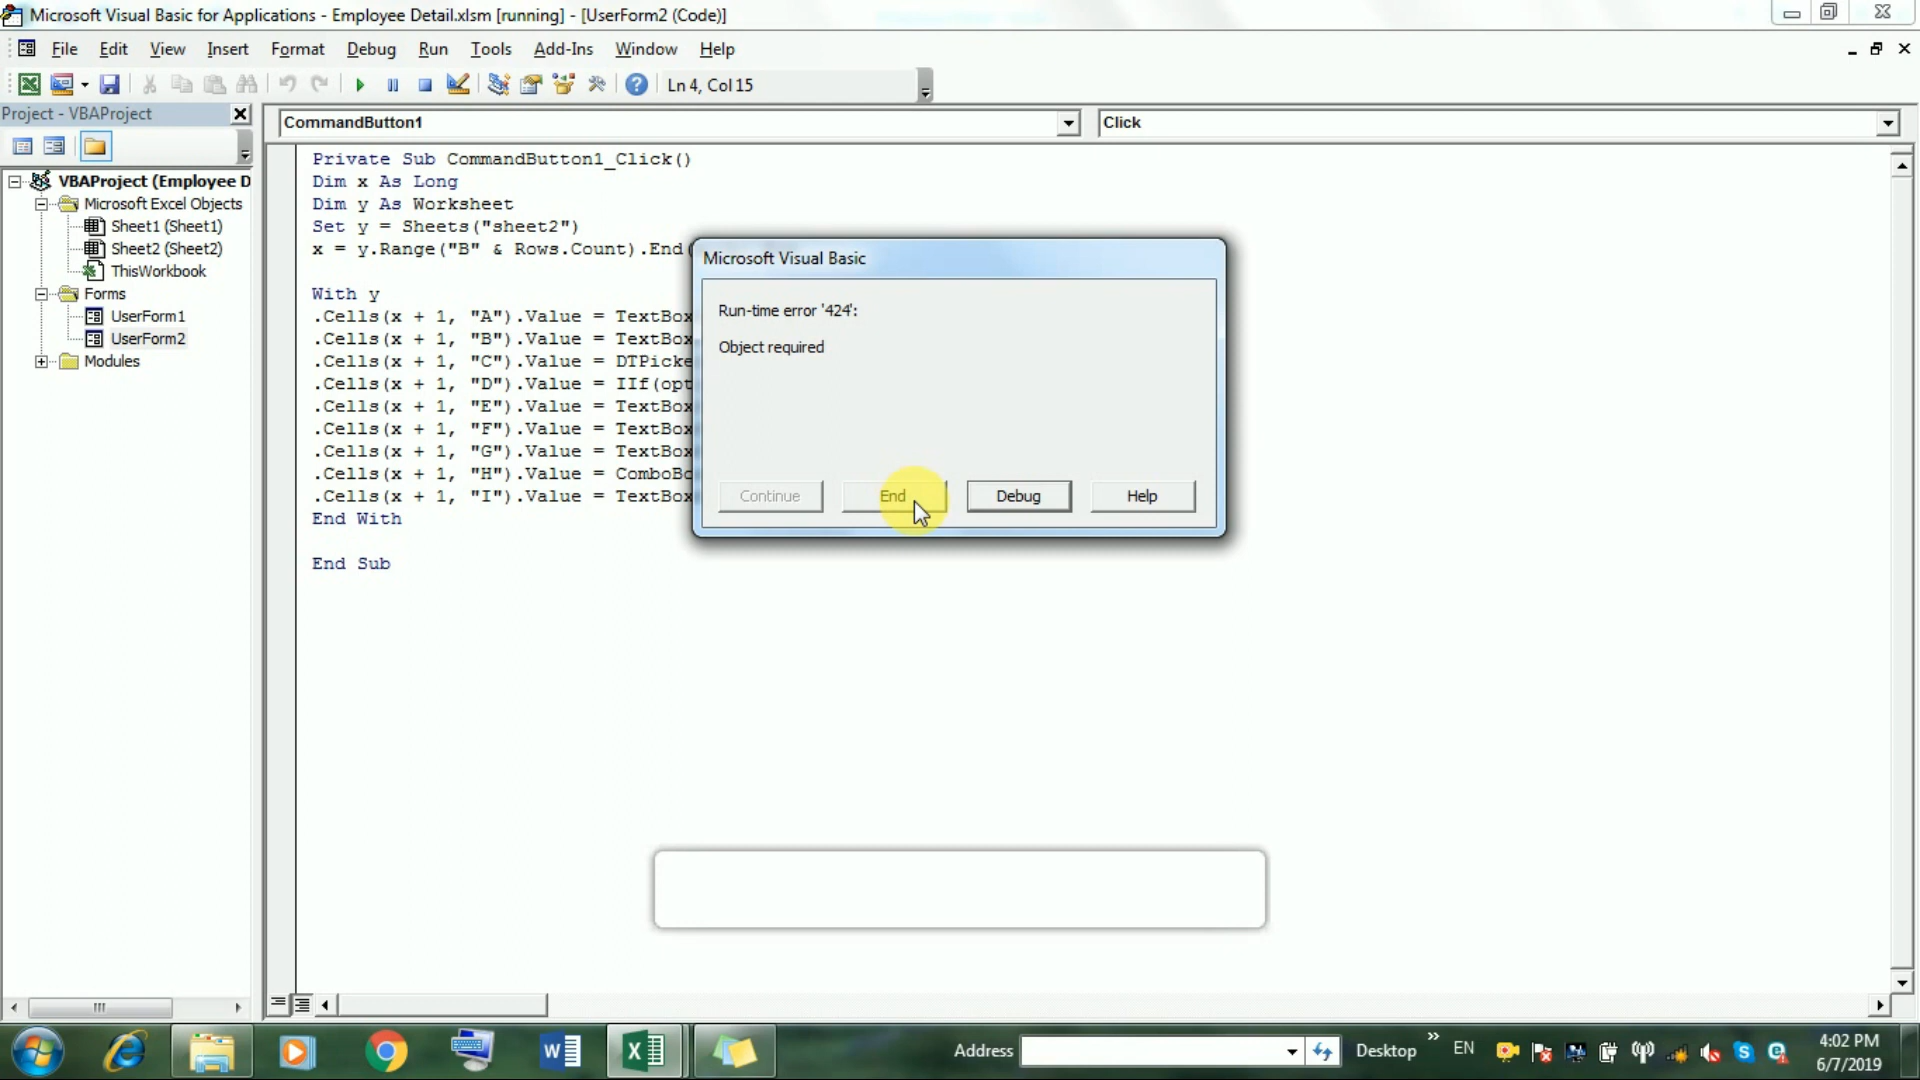 Microsoft Visual Basic for Applications - Employee Detail.xlsm [running] - [UserForm2 (Code)]
File Edit View Insert Format Debug Run Tools Add-Ins Window Help
Ln 4, Col 15
Project - VBAProject
CommandButton1
Click
VBAProject (Employee D
Microsoft Excel Objects
Sheet1 (Sheet1)
Sheet2 (Sheet2)
ThisWorkbook
Forms
UserForm1
UserForm2
Modules
Private Sub CommandButton1_Click()
Dim x As Long
Dim y As Worksheet
Set y = Sheets("sheet2")
x = y.Range("B" & Rows.Count).End(
With y
.Cells(x + 1, "A").Value = TextBox
.Cells(x + 1, "B").Value = TextBox
.Cells(x + 1, "C").Value = DTPicke
.Cells(x + 1, "D").Value = IIf(opt
.Cells(x + 1, "E").Value = TextBox
.Cells(x + 1, "F").Value = TextBox
.Cells(x + 1, "G").Value = TextBox
.Cells(x + 1, "H").Value = ComboBo
.Cells(x + 1, "I").Value = TextBox
End With
End Sub
Microsoft Visual Basic
Run-time error '424':
Object required
Continue End Debug Help
Address
Desktop
EN
4:02 PM
6/7/2019